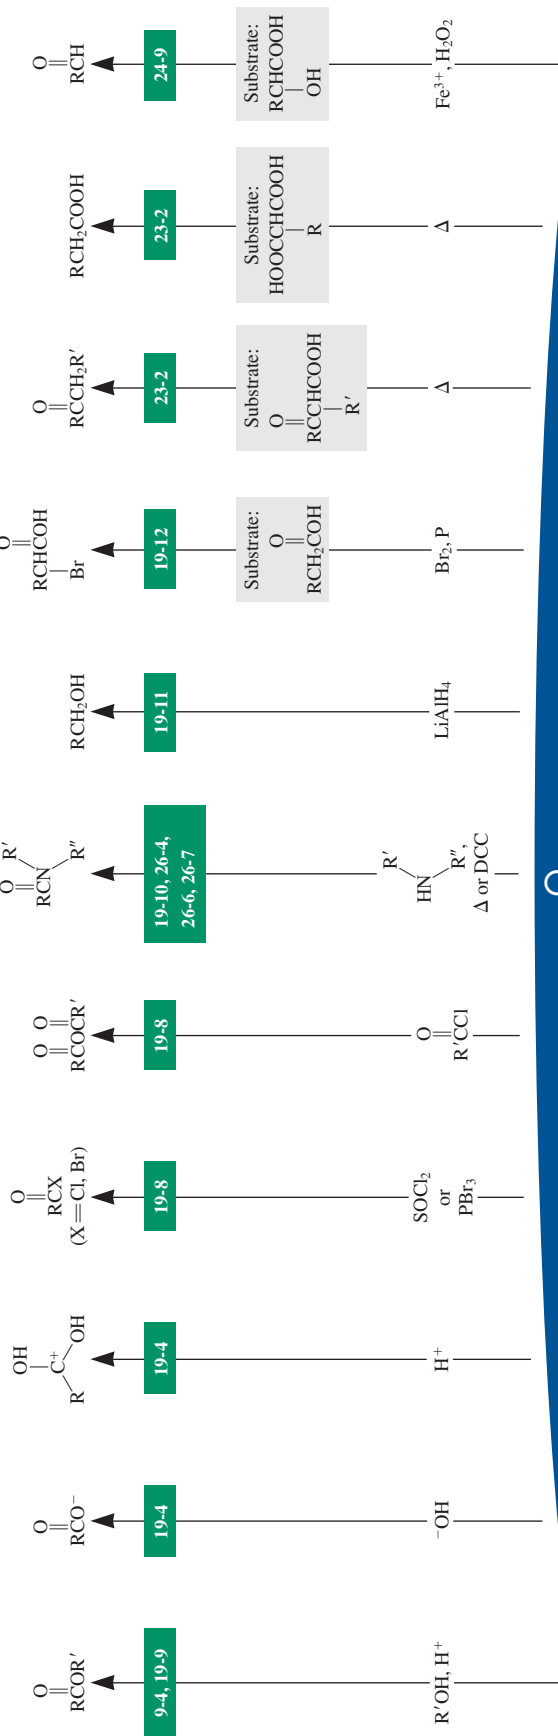 O
RCOR′
9-4, 19-9
R′OH, H⁺
O
RCO⁻
19-4
⁻OH
OH
C⁺
R
OH
19-4
H⁺
O
RCX
(X=Cl, Br)
19-8
SOCl₂
or
PBr₃
O O
RCOCR′
19-8
O
R′CCl
O R′
RCN
R″
19-10, 26-4,
26-6, 26-7
R′
HN
R″,
Δ or DCC
RCH₂OH
19-11
LiAlH₄
O
RCHCOH
Br
19-12
Substrate:
O
RCH₂COH
Br₂, P
O
RCCH₂R′
23-2
Substrate:
O
RCCHCOOH
R′
Δ
RCH₂COOH
23-2
Substrate:
HOOCCHCOOH
R
Δ
O
RCH
24-9
Substrate:
RCHCOOH
OH
Fe³⁺, H₂O₂